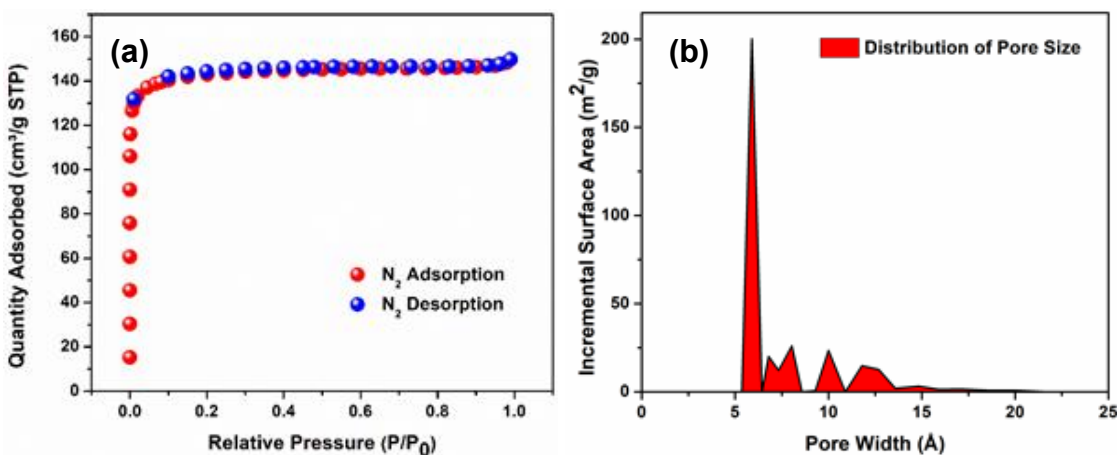 (a)
160
140
120
100
80
60
40
20
0
Quantity Adsorbed (cm³/g STP)
N₂ Adsorption
N₂ Desorption
0.0 0.2 0.4 0.6 0.8 1.0
Relative Pressure (P/P₀)
(b)
Distribution of Pore Size
200
150
100
50
0
Incremental Surface Area (m²/g)
0 5 10 15 20 25
Pore Width (Å)